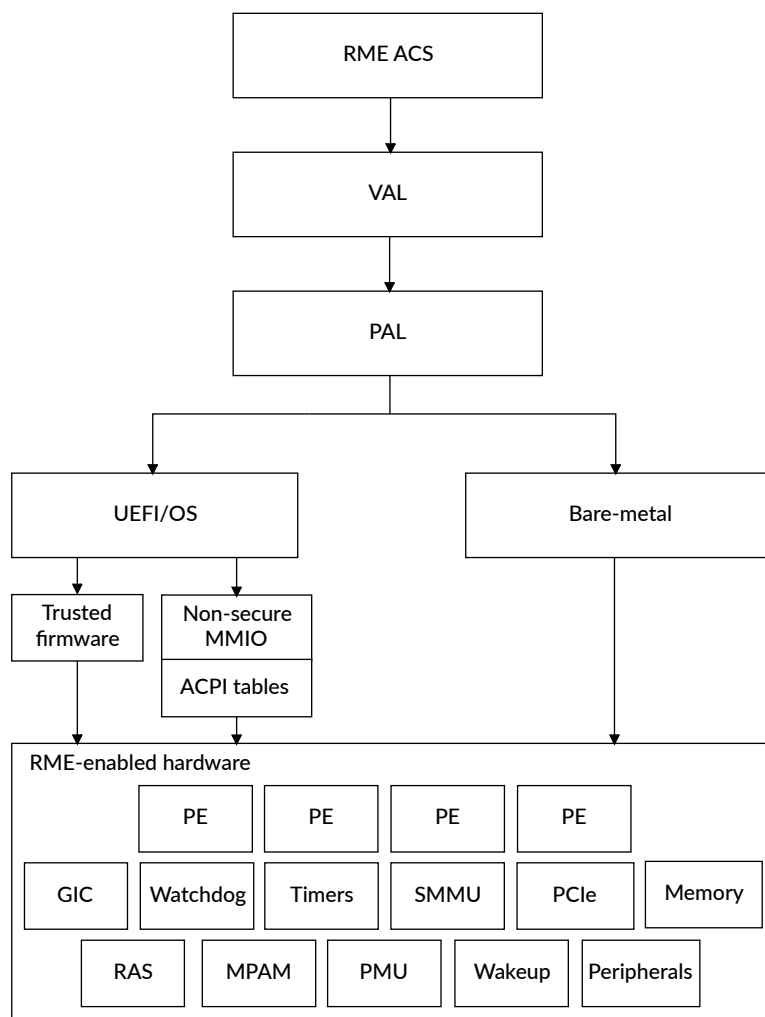 RME ACS
VAL
PAL
UEFI/OS
Bare-metal
Trusted
firmware
Non-secure
MMIO
ACPI tables
RME-enabled hardware
PE
PE
PE
PE
GIC
Watchdog
Timers
SMMU
PCIe
Memory
RAS
MPAM
PMU
Wakeup
Peripherals